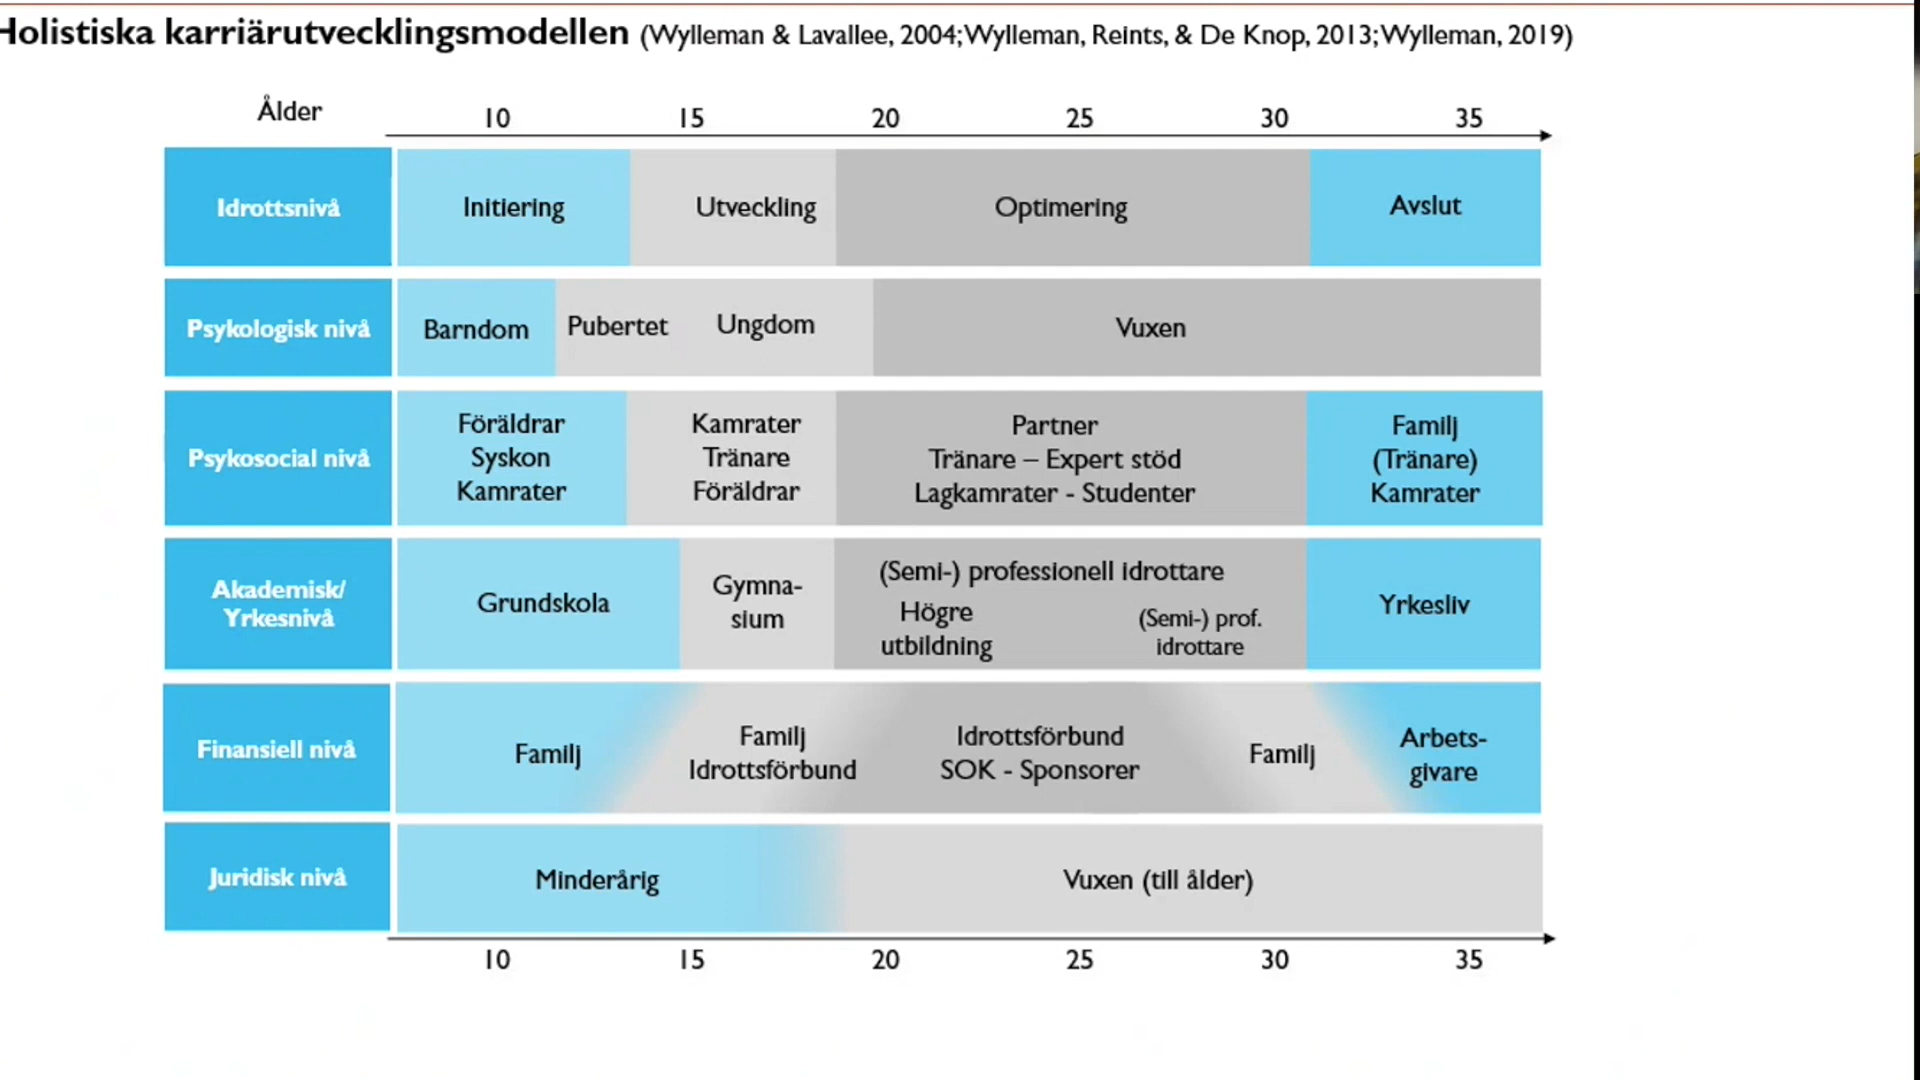 Holistiska karriärutvecklingsmodellen (Wylleman & Lavallee, 2004; Wylleman, Reints, & De Knop, 2013; Wylleman, 2019)
Ålder
10 15 20 25 30 35
Idrottsnivå
Initiering
Utveckling
Optimering
Avslut
Psykologisk nivå
Barndom
Pubertet
Ungdom
Vuxen
Psykosocial nivå
Föräldrar
Syskon
Kamrater
Kamrater
Tränare
Föräldrar
Partner
Tränare – Expert stöd
Lagkamrater - Studenter
Familj
(Tränare)
Kamrater
Akademisk/
Yrkesnivå
Grundskola
Gymna-
sium
(Semi-) professionell idrottare
Högre
utbildning
(Semi-) prof.
idrottare
Yrkesliv
Finansiell nivå
Familj
Familj
Idrottsförbund
Idrottsförbund
SOK - Sponsorer
Familj
Arbets-
givare
Juridisk nivå
Minderårig
Vuxen (till ålder)
10 15 20 25 30 35